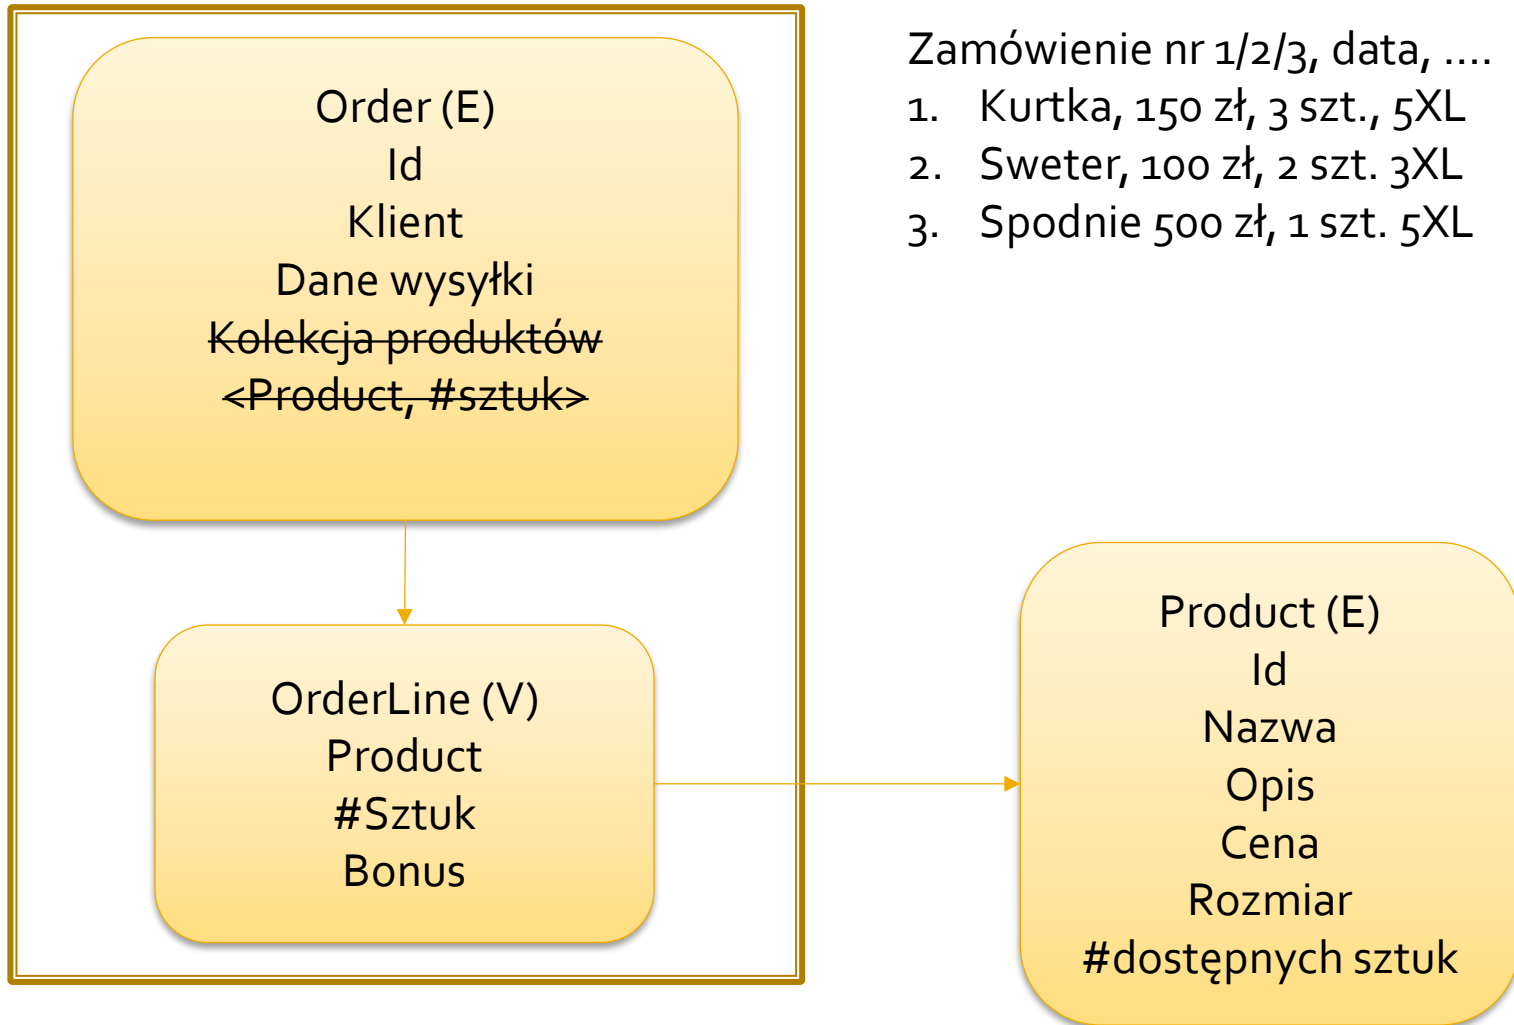 Order (E)
Id
Klient
Dane wysyłki
Kolekcja produktów
<Product, #sztuk>
Zamówienie nr 1/2/3, data, ....
1. Kurtka, 150 zł, 3 szt., 5XL
2. Sweter, 100 zł, 2 szt. 3XL
3. Spodnie 500 zł, 1 szt. 5XL
OrderLine (V)
Product
#Sztuk
Bonus
Product (E)
Id
Nazwa
Opis
Cena
Rozmiar
#dostępnych sztuk